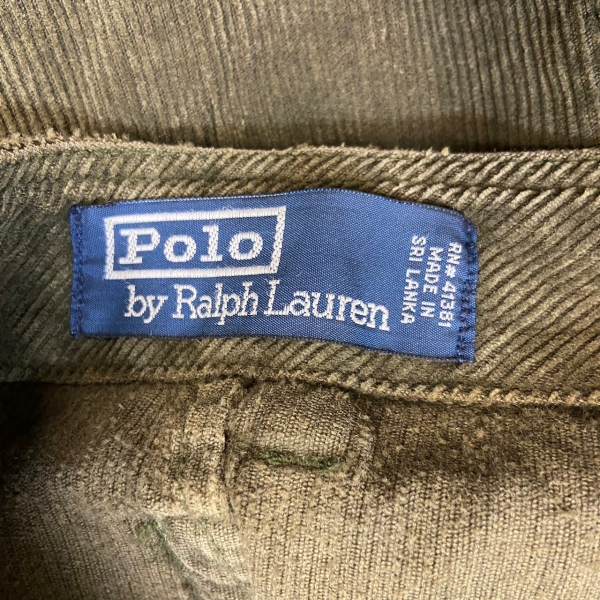 Polo
by Ralph Lauren
RN# 41381
MADE IN
SRI LANKA